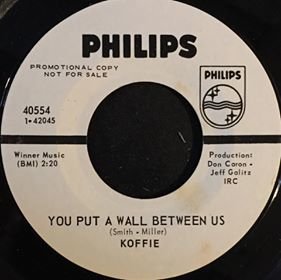 PHILIPS
PROMOTIONAL COPY
NOT FOR SALE
PHILIPS
40554
1•42045
Winner Music
(BMI) 2:20
Production:
Don Caron -
Jeff Golitz
IRC
YOU PUT A WALL BETWEEN US
(Smith - Miller)
KOFFIE